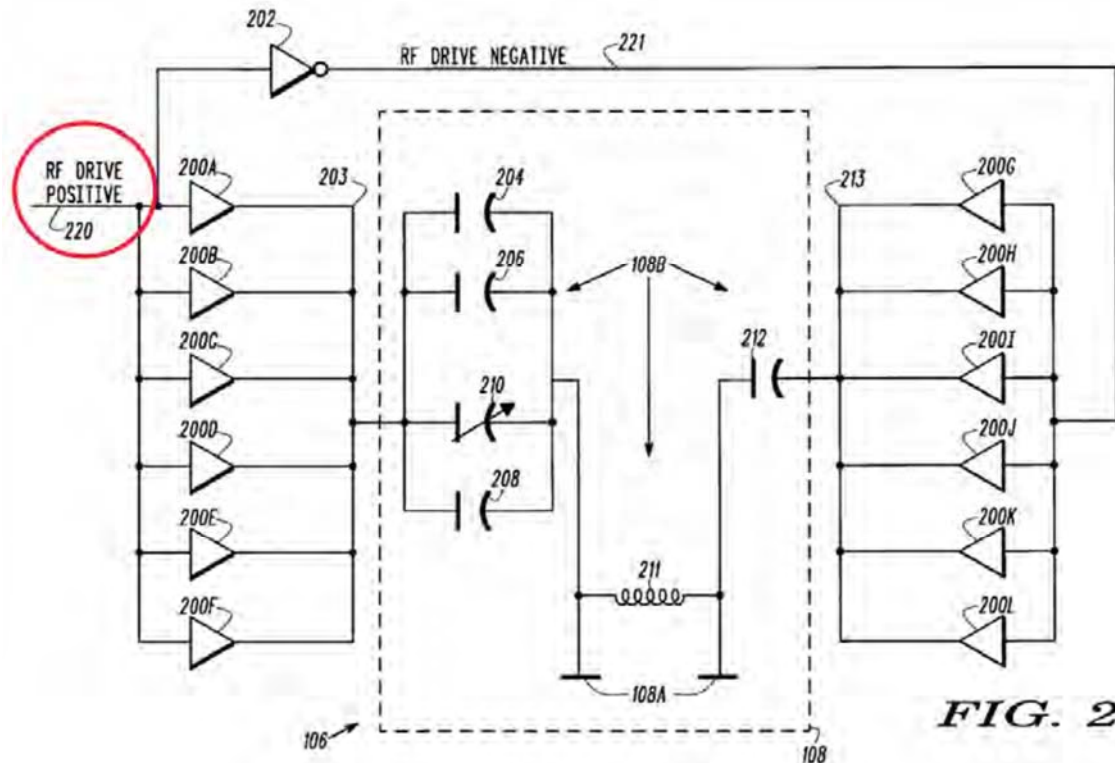 202
RF DRIVE NEGATIVE
221
RF DRIVE
POSITIVE
220
200A
203
204
213
200G
200B
206
108B
200H
200C
212
200I
210
200D
200J
208
200E
211
200K
200F
200L
108A
106
108
FIG. 2